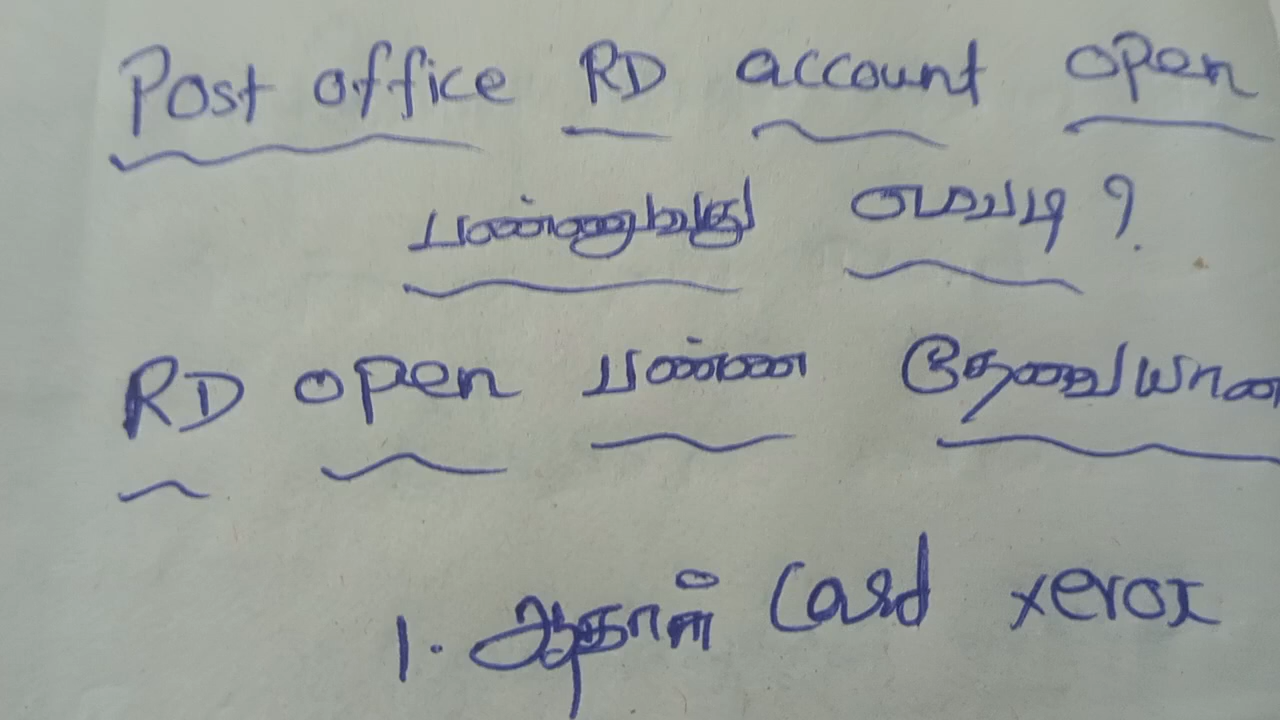 Post office RD account open
பண்ணுவது எப்படி?
RD open பண்ண தேவையான
1. ஆதார் Card xerox